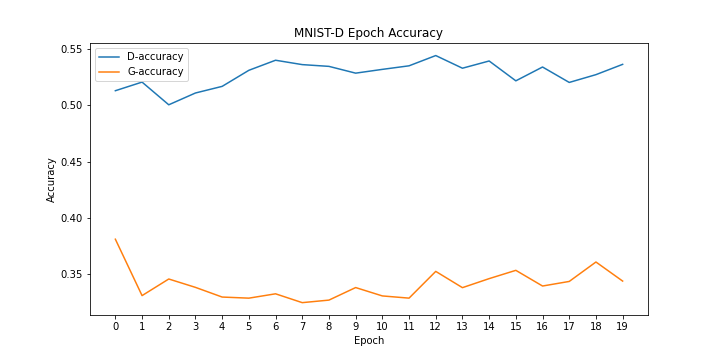 MNIST-D Epoch Accuracy
D-accuracy
G-accuracy
0.55
0.50
0.45
0.40
0.35
Accuracy
0 1 2 3 4 5 6 7 8 9 10 11 12 13 14 15 16 17 18 19
Epoch